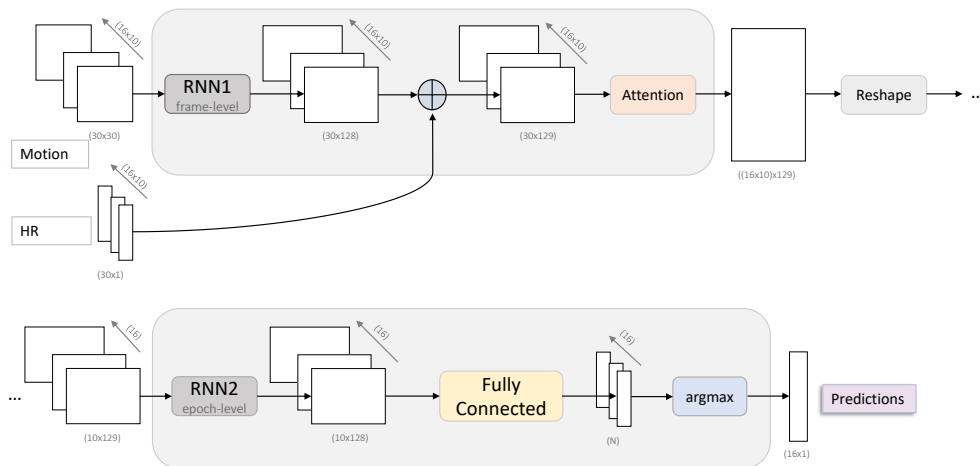 (16x10)
(16x10)
(16x10)
RNN1
frame-level
Attention
Reshape
...
(30x30)
(30x128)
(30x129)
((16x10)x129)
Motion
(16x10)
HR
(30x1)
(16)
(16)
(16)
...
RNN2
epoch-level
Fully
Connected
argmax
Predictions
(10x129)
(10x128)
(N)
(16x1)